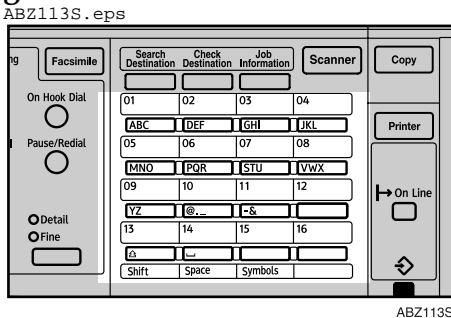 ABZ113S.eps
Facsimile
Search Destination
Check Destination
Job Information
Scanner
Copy
On Hook Dial
01 02 03 04
ABC DEF GHI JKL
Printer
Pause/Redial
05 06 07 08
MNO PQR STU VWX
09 10 11 12
On Line
YZ @._ -&
Detail
13 14 15 16
Fine
Shift Space Symbols
ABZ113S